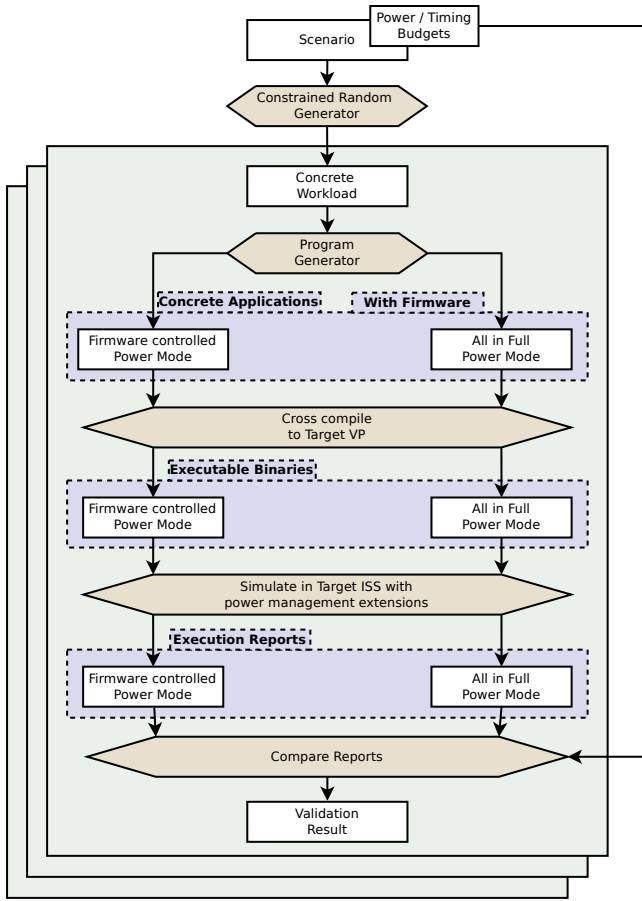 Power / Timing
Budgets
Scenario
Constrained Random
Generator
Concrete
Workload
Program
Generator
Concrete Applications
With Firmware
Firmware controlled
Power Mode
All in Full
Power Mode
Cross compile
to Target VP
Executable Binaries
Firmware controlled
Power Mode
All in Full
Power Mode
Simulate in Target ISS with
power management extensions
Execution Reports
Firmware controlled
Power Mode
All in Full
Power Mode
Compare Reports
Validation
Result